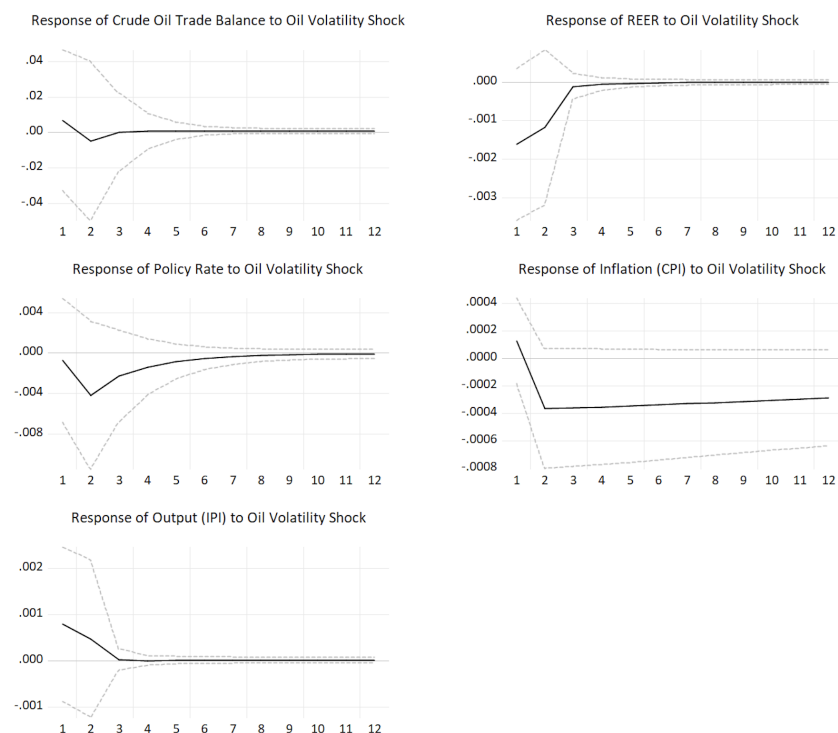 Response of Crude Oil Trade Balance to Oil Volatility Shock
.04
.02
.00
-.02
-.04
1 2 3 4 5 6 7 8 9 10 11 12
Response of REER to Oil Volatility Shock
.000
-.001
-.002
-.003
1 2 3 4 5 6 7 8 9 10 11 12
Response of Policy Rate to Oil Volatility Shock
.004
.000
-.004
-.008
1 2 3 4 5 6 7 8 9 10 11 12
Response of Inflation (CPI) to Oil Volatility Shock
.0004
.0002
.0000
-.0002
-.0004
-.0006
-.0008
1 2 3 4 5 6 7 8 9 10 11 12
Response of Output (IPI) to Oil Volatility Shock
.002
.001
.000
-.001
1 2 3 4 5 6 7 8 9 10 11 12